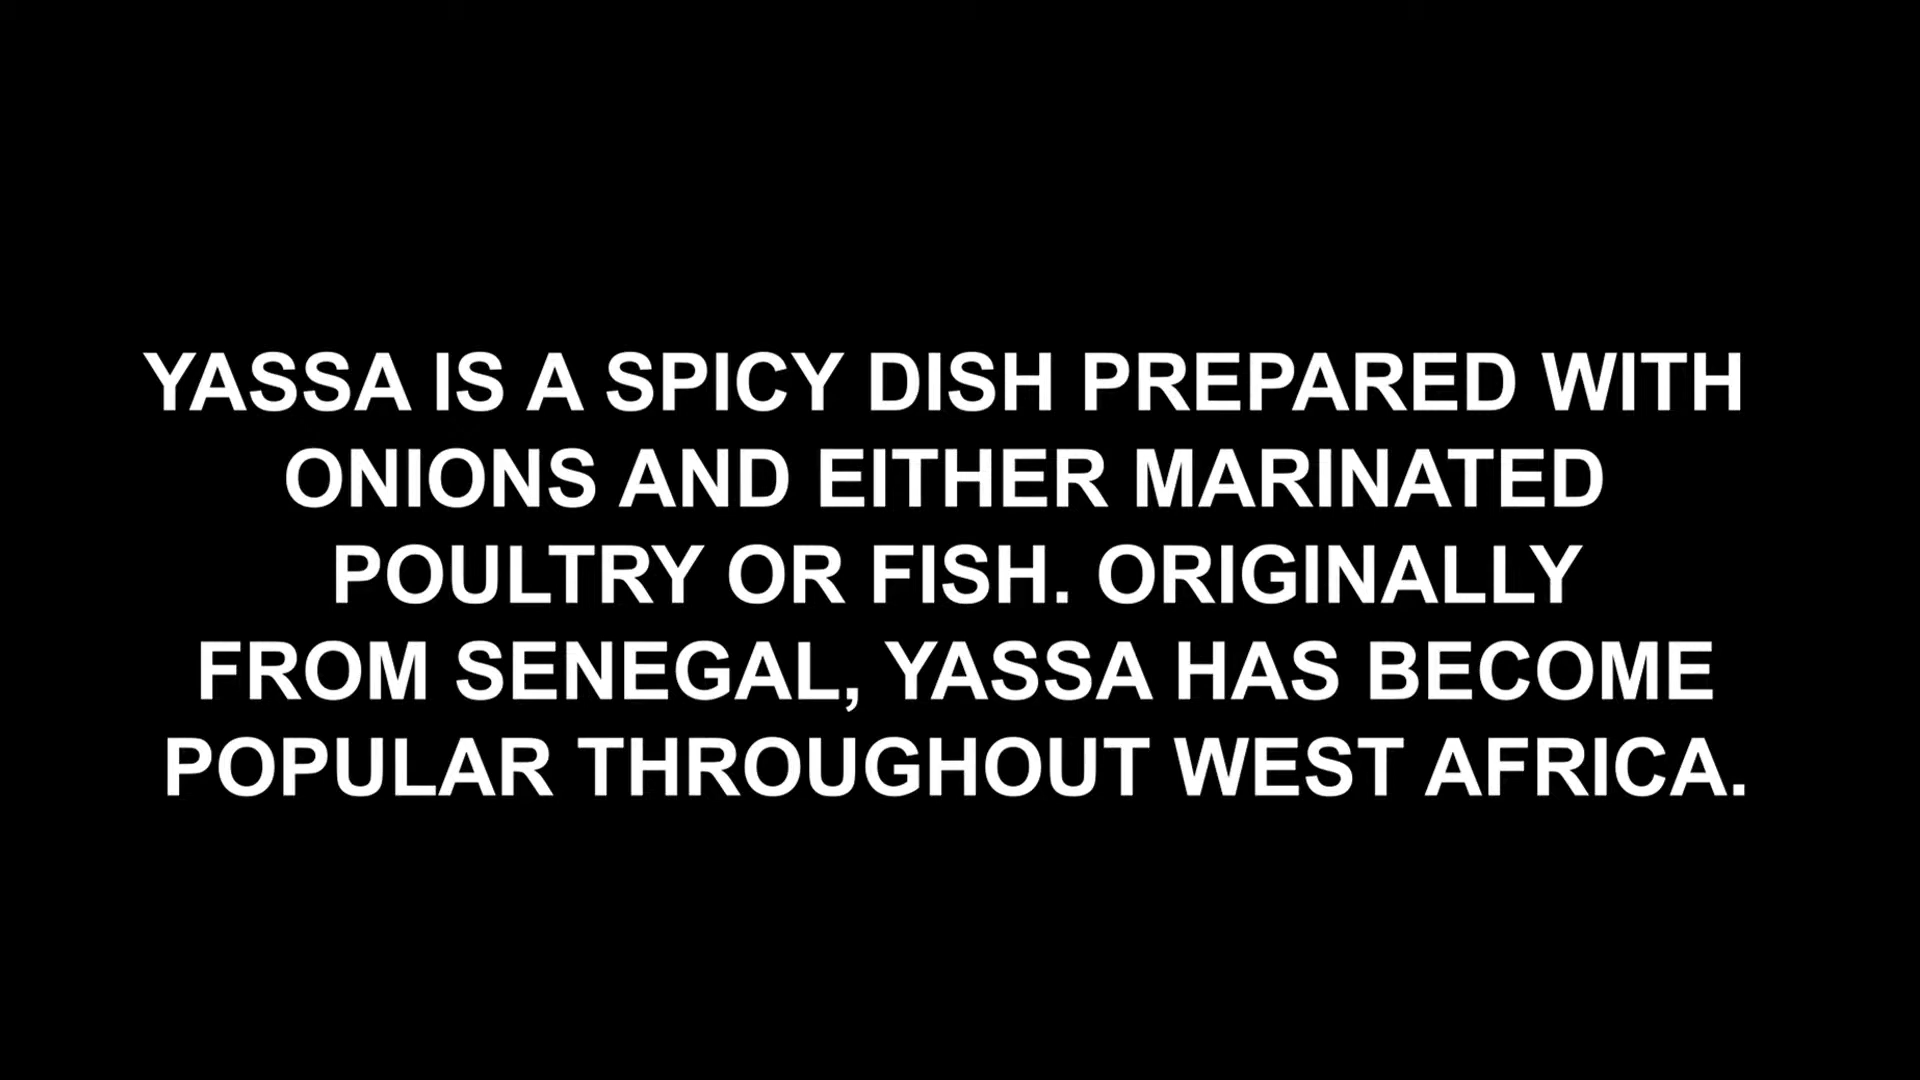 YASSA IS A SPICY DISH PREPARED WITH
ONIONS AND EITHER MARINATED
POULTRY OR FISH. ORIGINALLY
FROM SENEGAL, YASSA HAS BECOME
POPULAR THROUGHOUT WEST AFRICA.